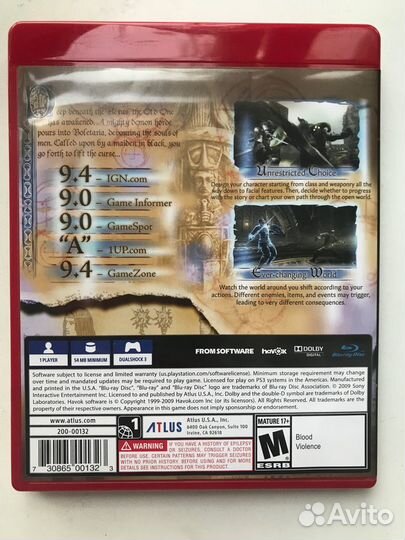 Deep beneath the Nexus, the Old One
has awakened... A mighty demon horde
pours into Boletaria, devouring the souls of
men. Called upon by a maiden in black, you
go forth to lift the curse...
9.4 – IGN.com
9.0 – Game Informer
9.0 – GameSpot
“A” – 1UP.com
9.4 – GameZone
Unrestricted Choice
Design your character starting from class and weaponry all the
way down to facial features. Then, decide whether to progress
with the story or chart your own path through the open world.
Ever-changing World
Watch the world around you shift according to your
actions. Different enemies, items, and events may trigger,
leading to very different consequences.
1 PLAYER
54 MB MINIMUM
DUALSHOCK 3
FROM SOFTWARE
havok
DOLBY
DIGITAL
Blu-ray Disc
Software subject to license and limited warranty (us.playstation.com/softwarelicense). Minimum storage requirement may change
over time and mandated updates may be required to play game. Licensed for play on PS3 systems in the Americas. Manufactured
and printed in the U.S.A. "Blu-ray Disc", "Blu-ray" and "Blu-ray Disc" logo are trademarks of Blu-ray Disc Association. © 2009 Sony
Interactive Entertainment Inc. Licensed to and published by Atlus U.S.A., Inc. Dolby and the double-D symbol are trademarks of Dolby
Laboratories. Havok software is © Copyright 1999-2009 Havok.com Inc (or its licensors). All Rights Reserved. All trademarks are the
property of their respective owners. Appearance in this game does not imply sponsorship or endorsement.
www.atlus.com
200-00132
7 30865 00132 3
1
ATLUS
Atlus U.S.A., Inc.
6400 Oak Canyon, Suite 100
Irvine, CA 92618
WARNING IF YOU HAVE A HISTORY OF EPILEPSY
OR SEIZURES, CONSULT A DOCTOR
BEFORE USE. CERTAIN PATTERNS MAY TRIGGER SEIZURES
WITH NO PRIOR HISTORY. BEFORE USING AND FOR MORE
DETAILS SEE INSTRUCTIONS FOR THIS PRODUCT.
MATURE 17+
M
ESRB
Blood
Violence
Avito